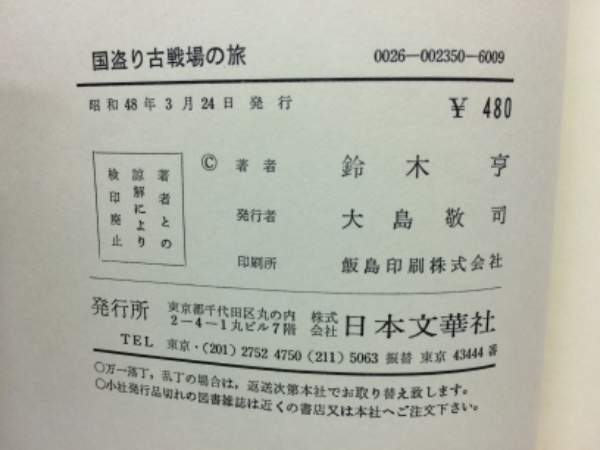 国盗り古戦場の旅 0026—002350—6009
昭和48年3月24日 発行 ¥ 480
著者との
諒解により
検印廃止
© 著者 鈴木 亨
発行者 大島敬司
印刷所 飯島印刷株式会社
発行所 東京都千代田区丸の内 株式 日本文華社
2－4－1丸ビル7階 会社
TEL 東京・(201) 2752 4750 (211) 5063 振替 東京 43444 番
○万一落丁，乱丁の場合は，返送次第本社でお取り替え致します。
○小社発行品切れの図書雑誌は近くの書店又は本社へご注文下さい。